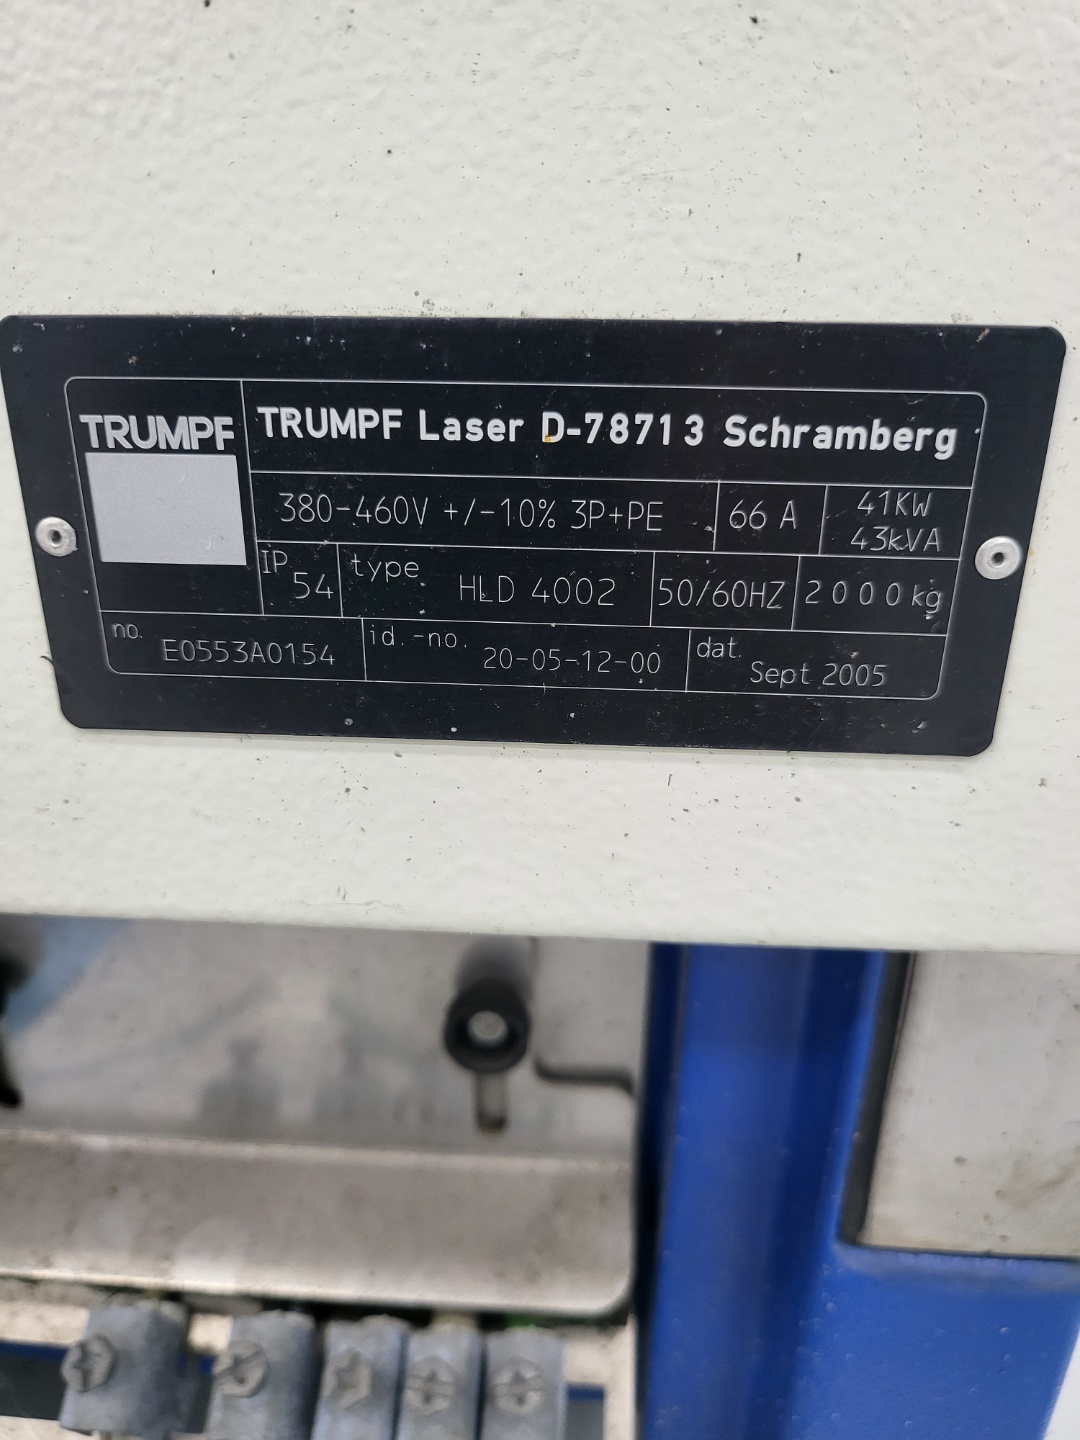 TRUMPF
TRUMPF Laser D-78713 Schramberg
380-460V +/-10% 3P+PE
66 A
41KW
43kVA
IP
54
type
HLD 4002
50/60HZ
2000kg
no.
E0553A0154
id.-no.
20-05-12-00
dat.
Sept 2005